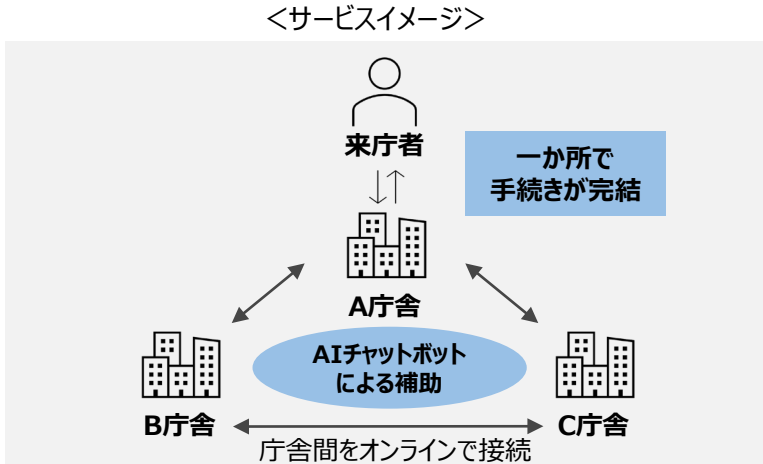 ＜サービスイメージ＞
来庁者
一か所で
手続きが完結
A庁舎
AIチャットボット
による補助
B庁舎
C庁舎
庁舎間をオンラインで接続